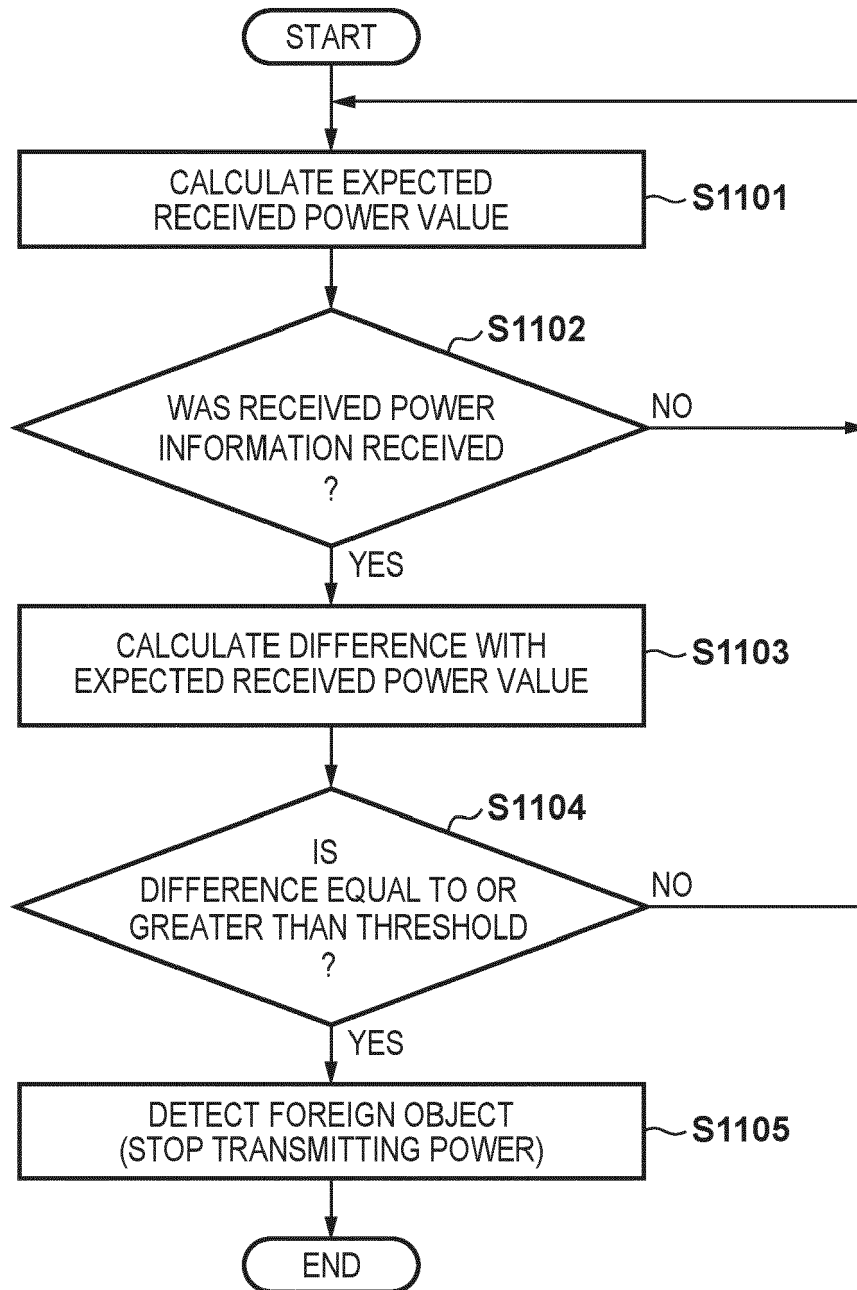 START
CALCULATE EXPECTED
RECEIVED POWER VALUE
S1101
S1102
WAS RECEIVED POWER
INFORMATION RECEIVED
?
NO
YES
CALCULATE DIFFERENCE WITH
EXPECTED RECEIVED POWER VALUE
S1103
S1104
IS
DIFFERENCE EQUAL TO OR
GREATER THAN THRESHOLD
?
NO
YES
DETECT FOREIGN OBJECT
(STOP TRANSMITTING POWER)
S1105
END